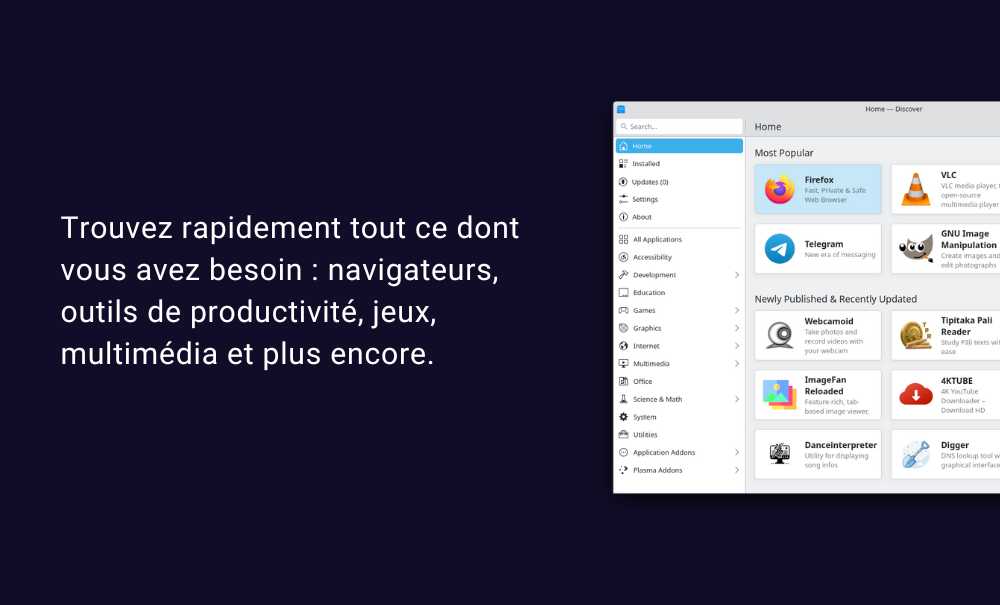 Trouvez rapidement tout ce dont
vous avez besoin : navigateurs,
outils de productivité, jeux,
multimédia et plus encore.
Home — Discover
Search...
Home
Installed
Updates (0)
Settings
About
All Applications
Accessibility
Development
Education
Games
Graphics
Internet
Multimedia
Office
Science & Math
System
Utilities
Application Addons
Plasma Addons
Home
Most Popular
Firefox
Fast, Private & Safe
Web Browser
VLC
VLC media player,
open-source
multimedia player
Telegram
New era of messaging
GNU Image
Manipulation
Create images and
edit photographs
Newly Published & Recently Updated
Webcamoid
Take photos and
record videos with
your webcam
Tipitaka Pali
Reader
Study Pāḷi texts
ease
ImageFan
Reloaded
Feature-rich, tab-
based image viewer,
4KTUBE
4K YouTube
Downloader –
Download HD
Danceinterpreter
Utility for displaying
song infos
Digger
DNS lookup tool
graphical interface